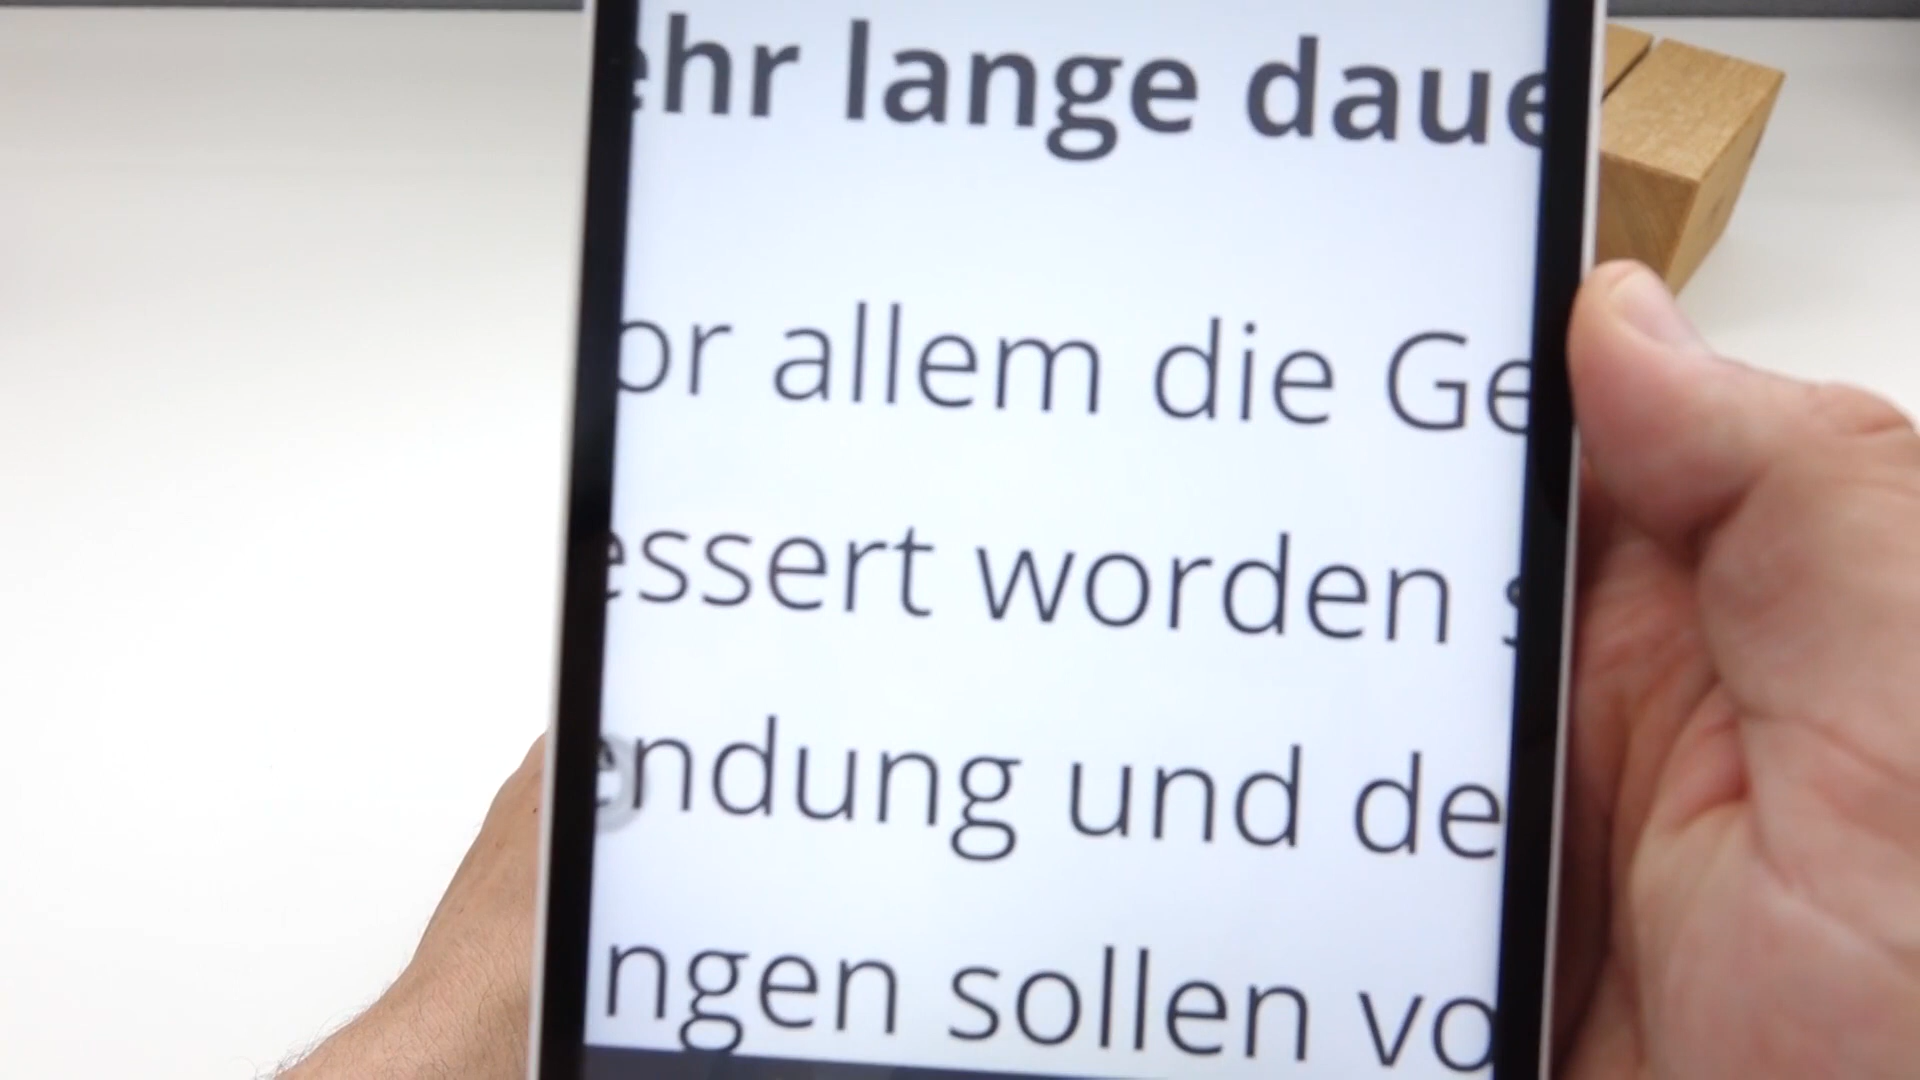 ehr lange daue
or allem die Ge
essert worden s
endung und de
ngen sollen vo